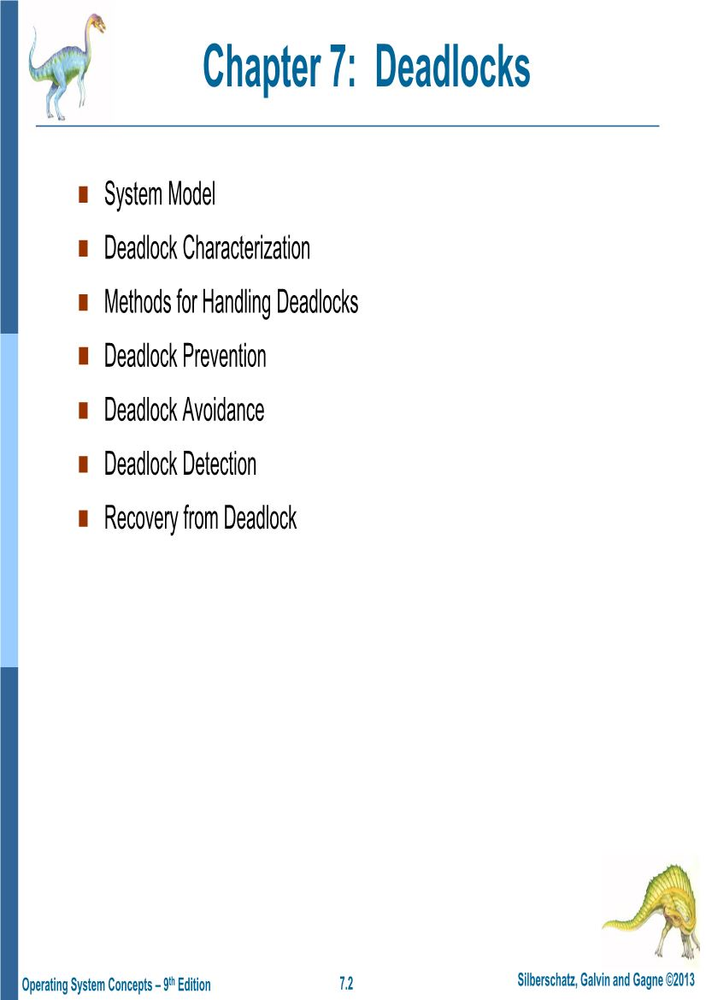 Chapter 7:  Deadlocks
System Model
Deadlock Characterization
Methods for Handling Deadlocks
Deadlock Prevention
Deadlock Avoidance
Deadlock Detection
Recovery from Deadlock
Operating System Concepts – 9th Edition
7.2
Silberschatz, Galvin and Gagne ©2013